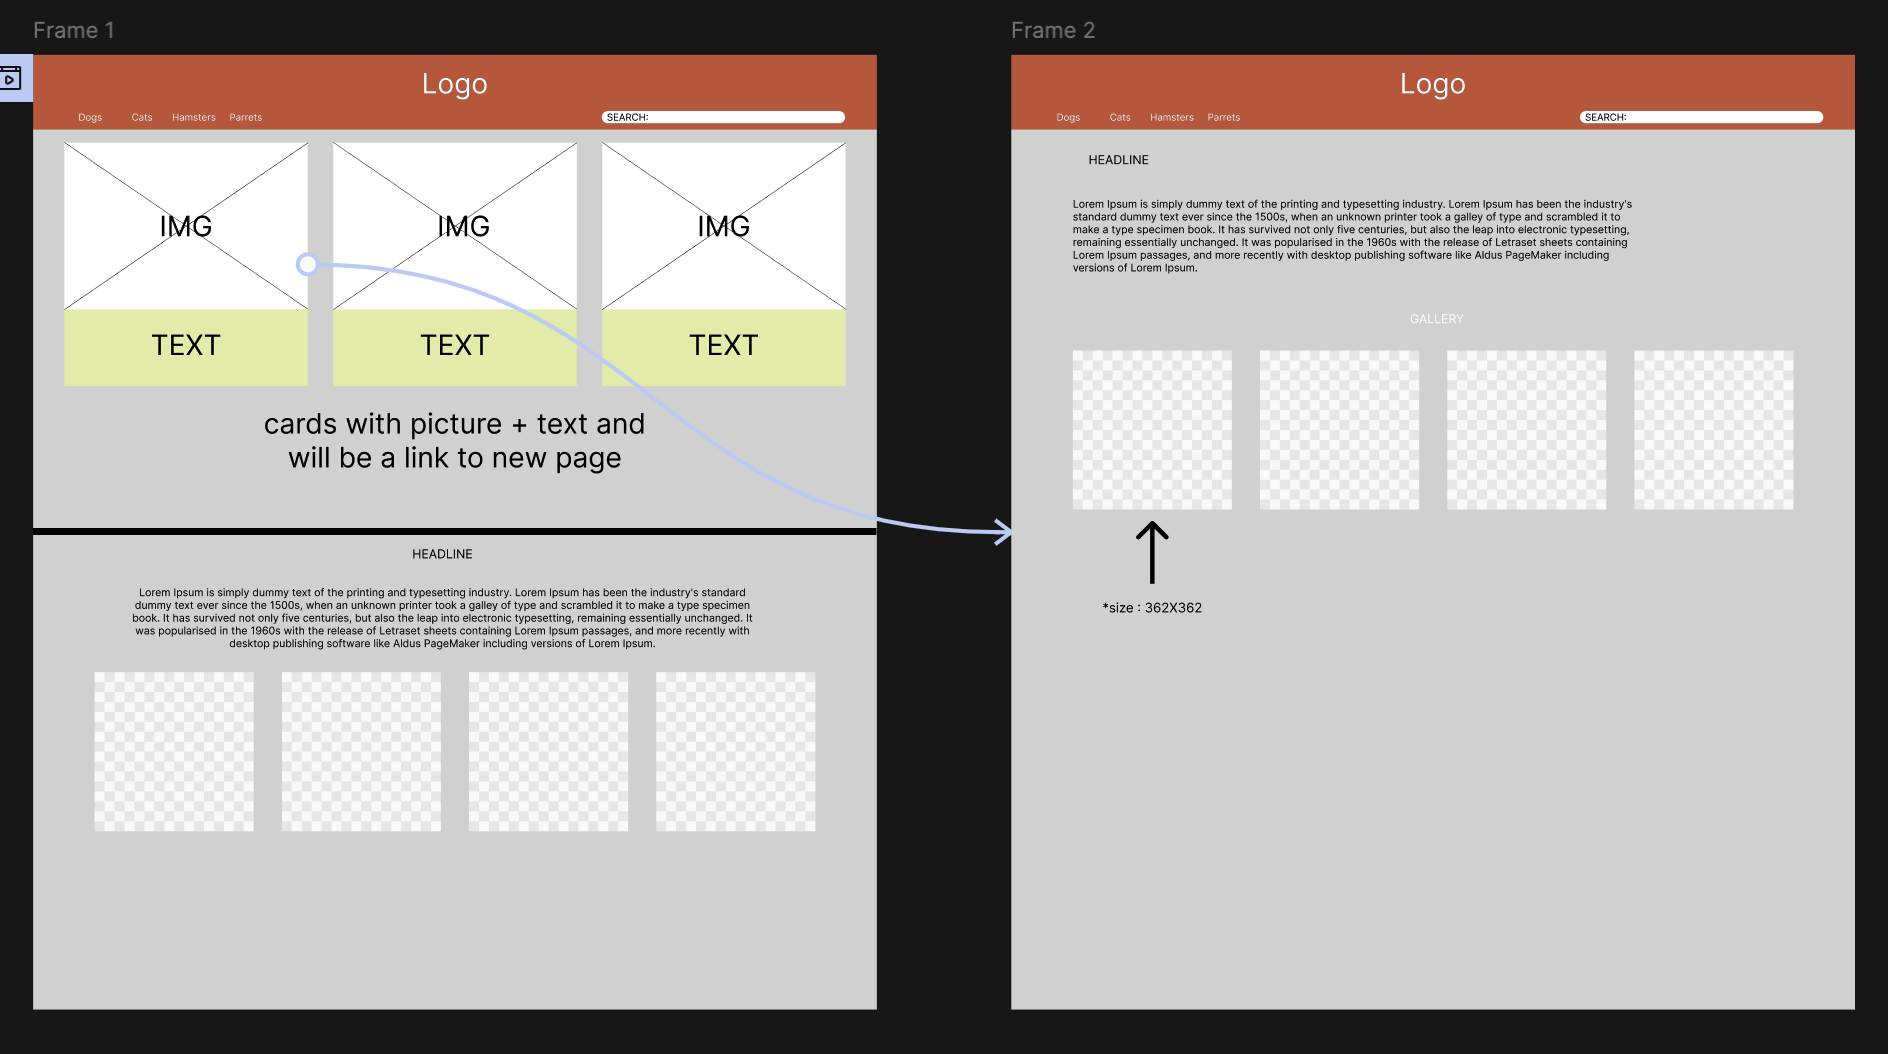 Frame 1
Logo
Dogs Cats Hamsters Parrets
SEARCH:
IMG IMG IMG
TEXT TEXT TEXT
cards with picture + text and
will be a link to new page
HEADLINE
Lorem Ipsum is simply dummy text of the printing and typesetting industry. Lorem Ipsum has been the industry's standard
dummy text ever since the 1500s, when an unknown printer took a galley of type and scrambled it to make a type specimen
book. It has survived not only five centuries, but also the leap into electronic typesetting, remaining essentially unchanged. It
was popularised in the 1960s with the release of Letraset sheets containing Lorem Ipsum passages, and more recently with
desktop publishing software like Aldus PageMaker including versions of Lorem Ipsum.
Frame 2
Logo
Dogs Cats Hamsters Parrets
SEARCH:
HEADLINE
Lorem Ipsum is simply dummy text of the printing and typesetting industry. Lorem Ipsum has been the industry's
standard dummy text ever since the 1500s, when an unknown printer took a galley of type and scrambled it to
make a type specimen book. It has survived not only five centuries, but also the leap into electronic typesetting,
remaining essentially unchanged. It was popularised in the 1960s with the release of Letraset sheets containing
Lorem Ipsum passages, and more recently with desktop publishing software like Aldus PageMaker including
versions of Lorem Ipsum.
GALLERY
*size : 362X362